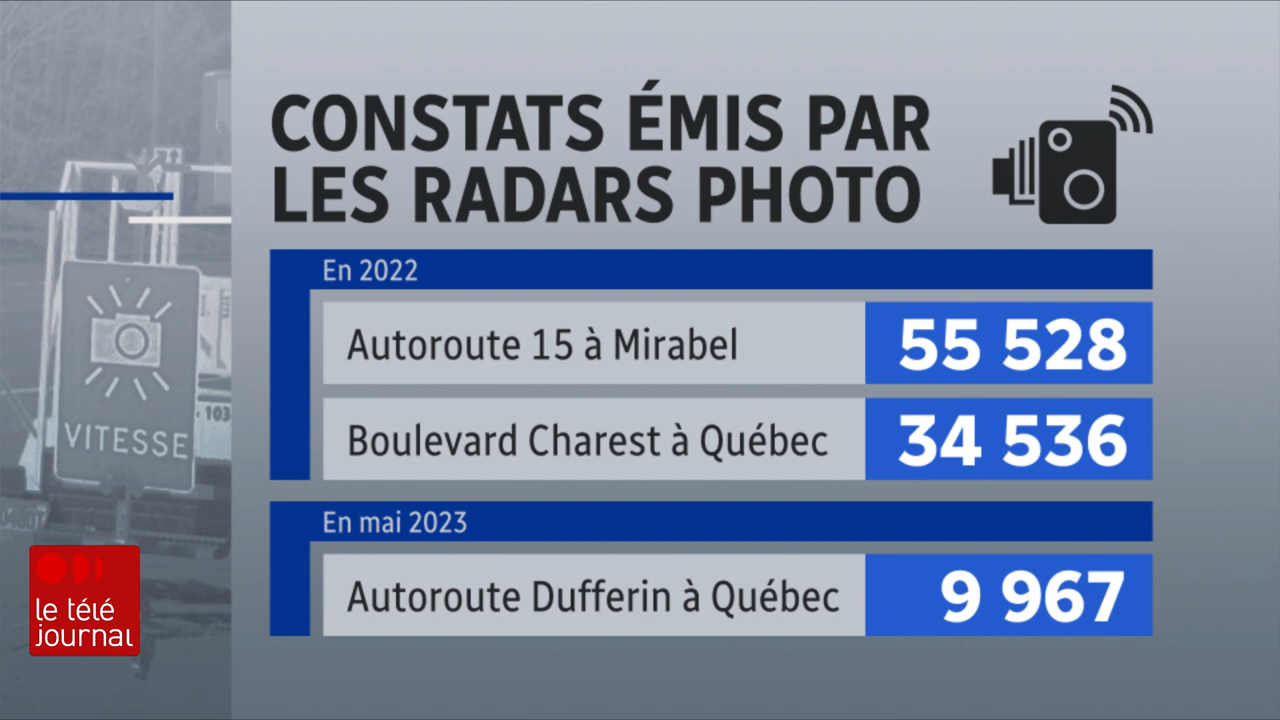 CONSTATS ÉMIS PAR
LES RADARS PHOTO
En 2022
Autoroute 15 à Mirabel 55 528
Boulevard Charest à Québec 34 536
En mai 2023
Autoroute Dufferin à Québec 9 967
VITESSE
103
le télé
journal